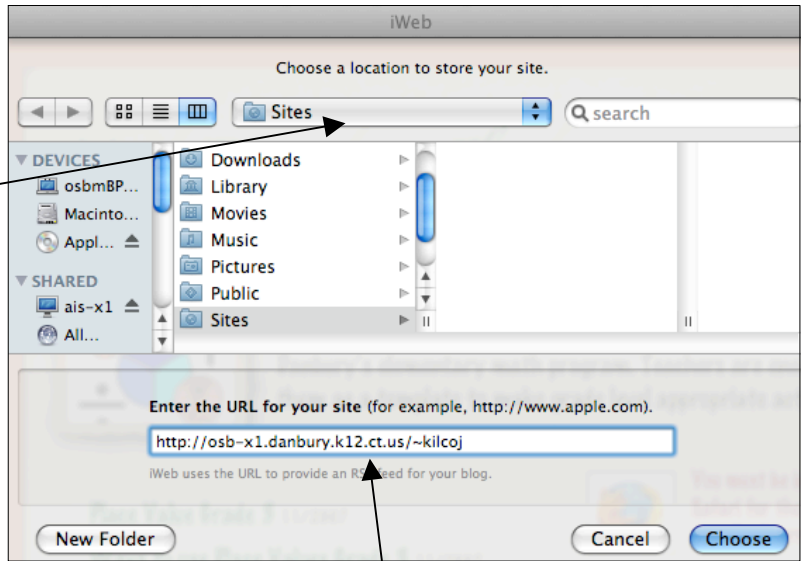 iWeb
Choose a location to store your site.
Sites
search
DEVICES
osbmBP...
Macinto...
Appl...
SHARED
ais-x1
All...
Downloads
Library
Movies
Music
Pictures
Public
Sites
Enter the URL for your site (for example, http://www.apple.com).
http://osb-x1.danbury.k12.ct.us/~kilcoj
iWeb uses the URL to provide an RSS feed for your blog.
New Folder
Cancel
Choose